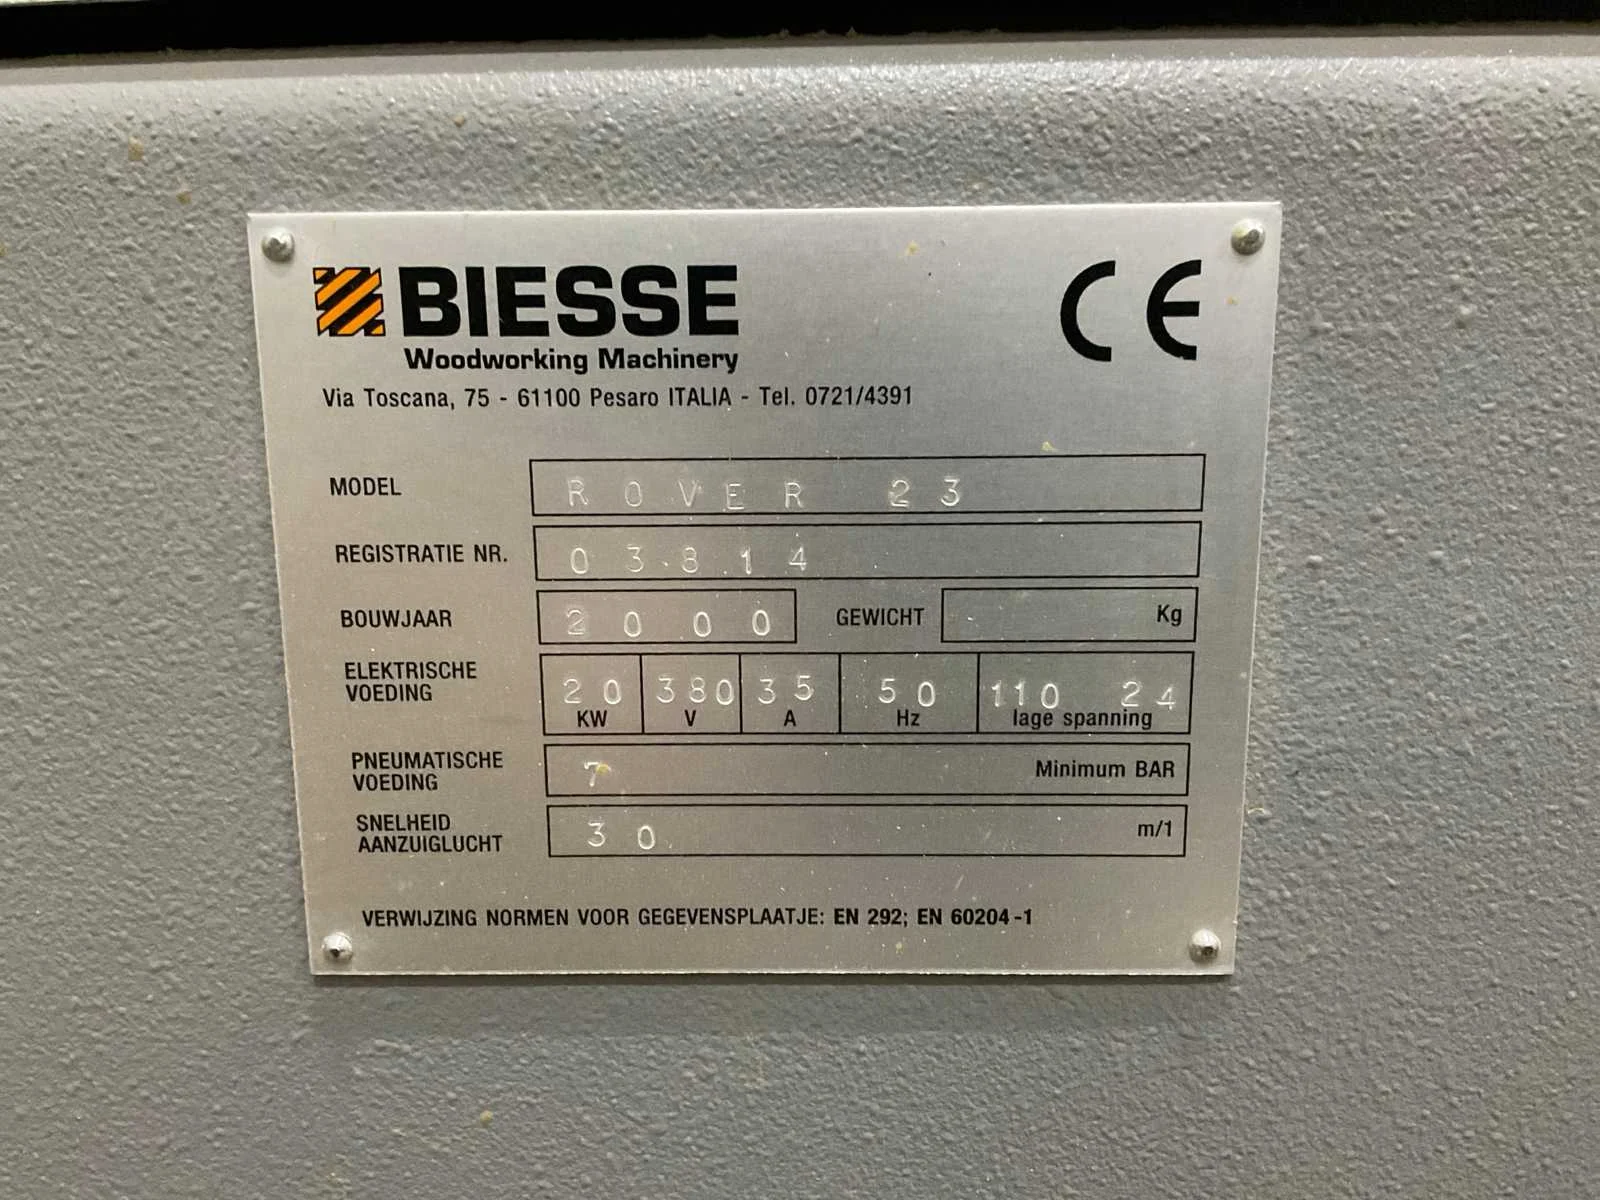 BIESSE
Woodworking Machinery
CE
Via Toscana, 75 - 61100 Pesaro ITALIA - Tel. 0721/4391
MODEL ROVER 23
REGISTRATIE NR. 03814
BOUWJAAR 2000 GEWICHT Kg
ELEKTRISCHE VOEDING 20 KW 380 V 35 A 50 Hz 110 24 lage spanning
PNEUMATISCHE VOEDING 7 Minimum BAR
SNELHEID AANZUIGLUCHT 30 m/1
VERWIJZING NORMEN VOOR GEGEVENSPLAATJE: EN 292; EN 60204-1